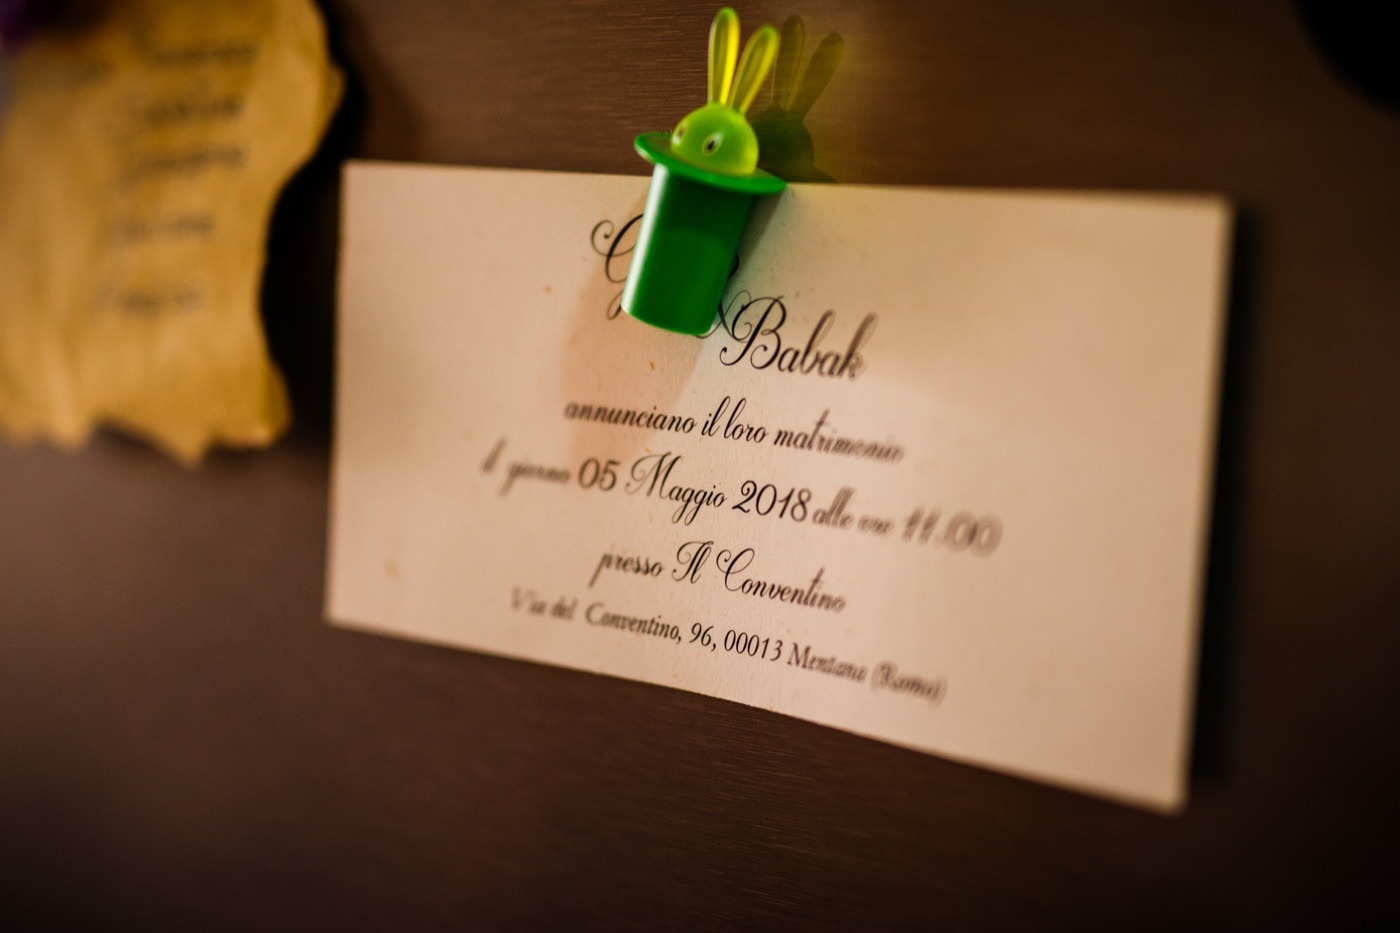 Babak
annunciano il loro matrimonio
il giorno 05 Maggio 2018 alle ore 11.00
presso Il Conventino
Via del Conventino, 96, 00013 Mentana (Roma)